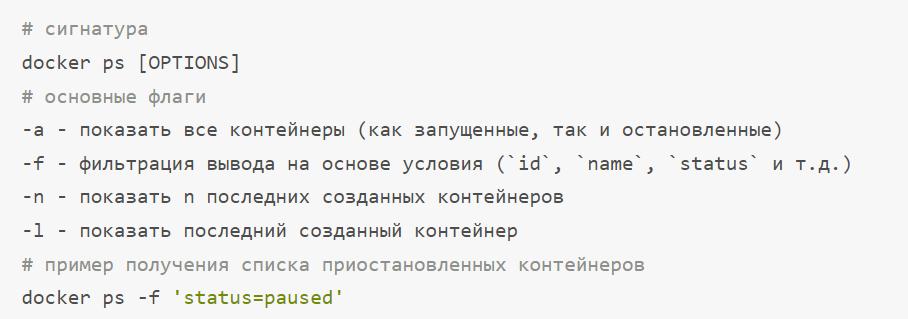 # сигнатура
docker ps [OPTIONS]
# основные флаги
-a - показать все контейнеры (как запущенные, так и остановленные)
-f - фильтрация вывода на основе условия (`id`, `name`, `status` и т.д.)
-n - показать n последних созданных контейнеров
-l - показать последний созданный контейнер
# пример получения списка приостановленных контейнеров
docker ps -f 'status=paused'